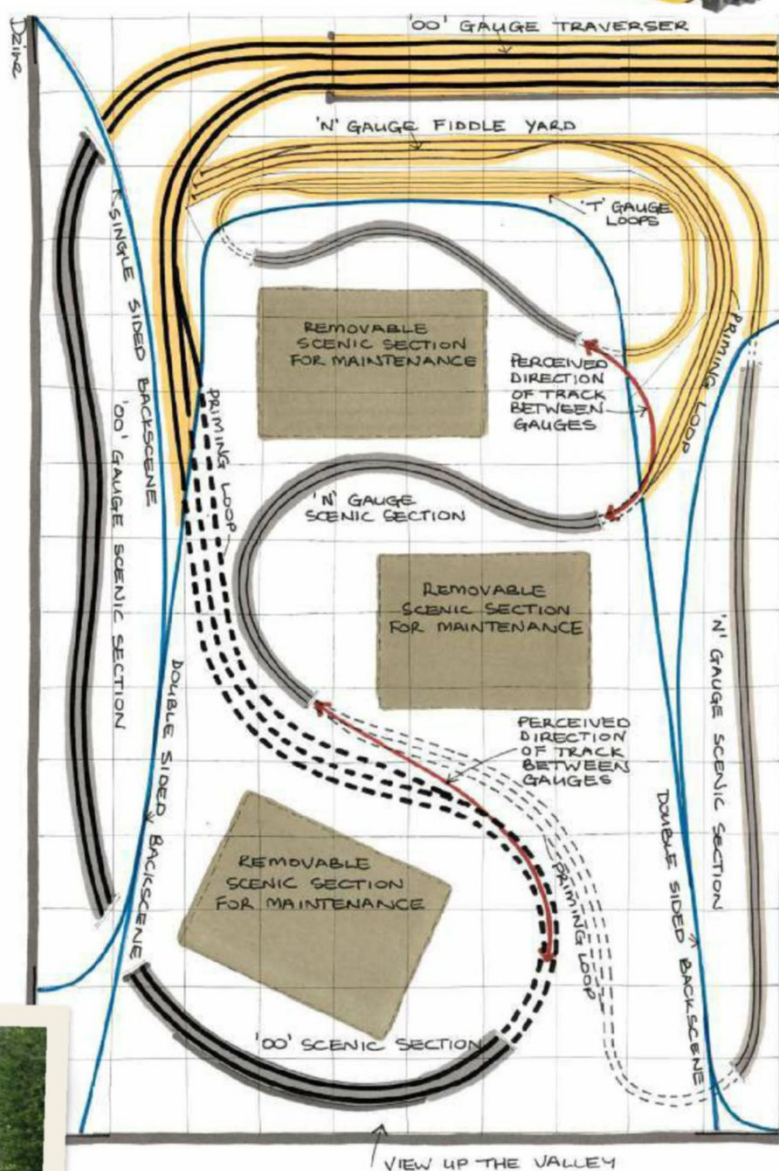 'OO' GAUGE TRAVERSER
'N' GAUGE FIDDLE YARD
'T' GAUGE
LOOPS
SINGLE SIDED BACKSCENE
REMOVABLE
SCENIC SECTION
FOR MAINTENANCE
PERCEIVED
DIRECTION
OF TRACK
BETWEEN
GAUGES
PRIMING LOOP
PRIMING LOOP
'OO' GAUGE SCENIC SECTION
'N' GAUGE
SCENIC SECTION
REMOVABLE
SCENIC SECTION
FOR MAINTENANCE
'N' GAUGE SCENIC SECTION
DOUBLE SIDED BACKSCENE
PERCEIVED
DIRECTION
OF TRACK
BETWEEN
GAUGES
DOUBLE SIDED BACKSCENE
REMOVABLE
SCENIC SECTION
FOR MAINTENANCE
PRIMING LOOP
'OO' SCENIC SECTION
VIEW UP THE VALLEY